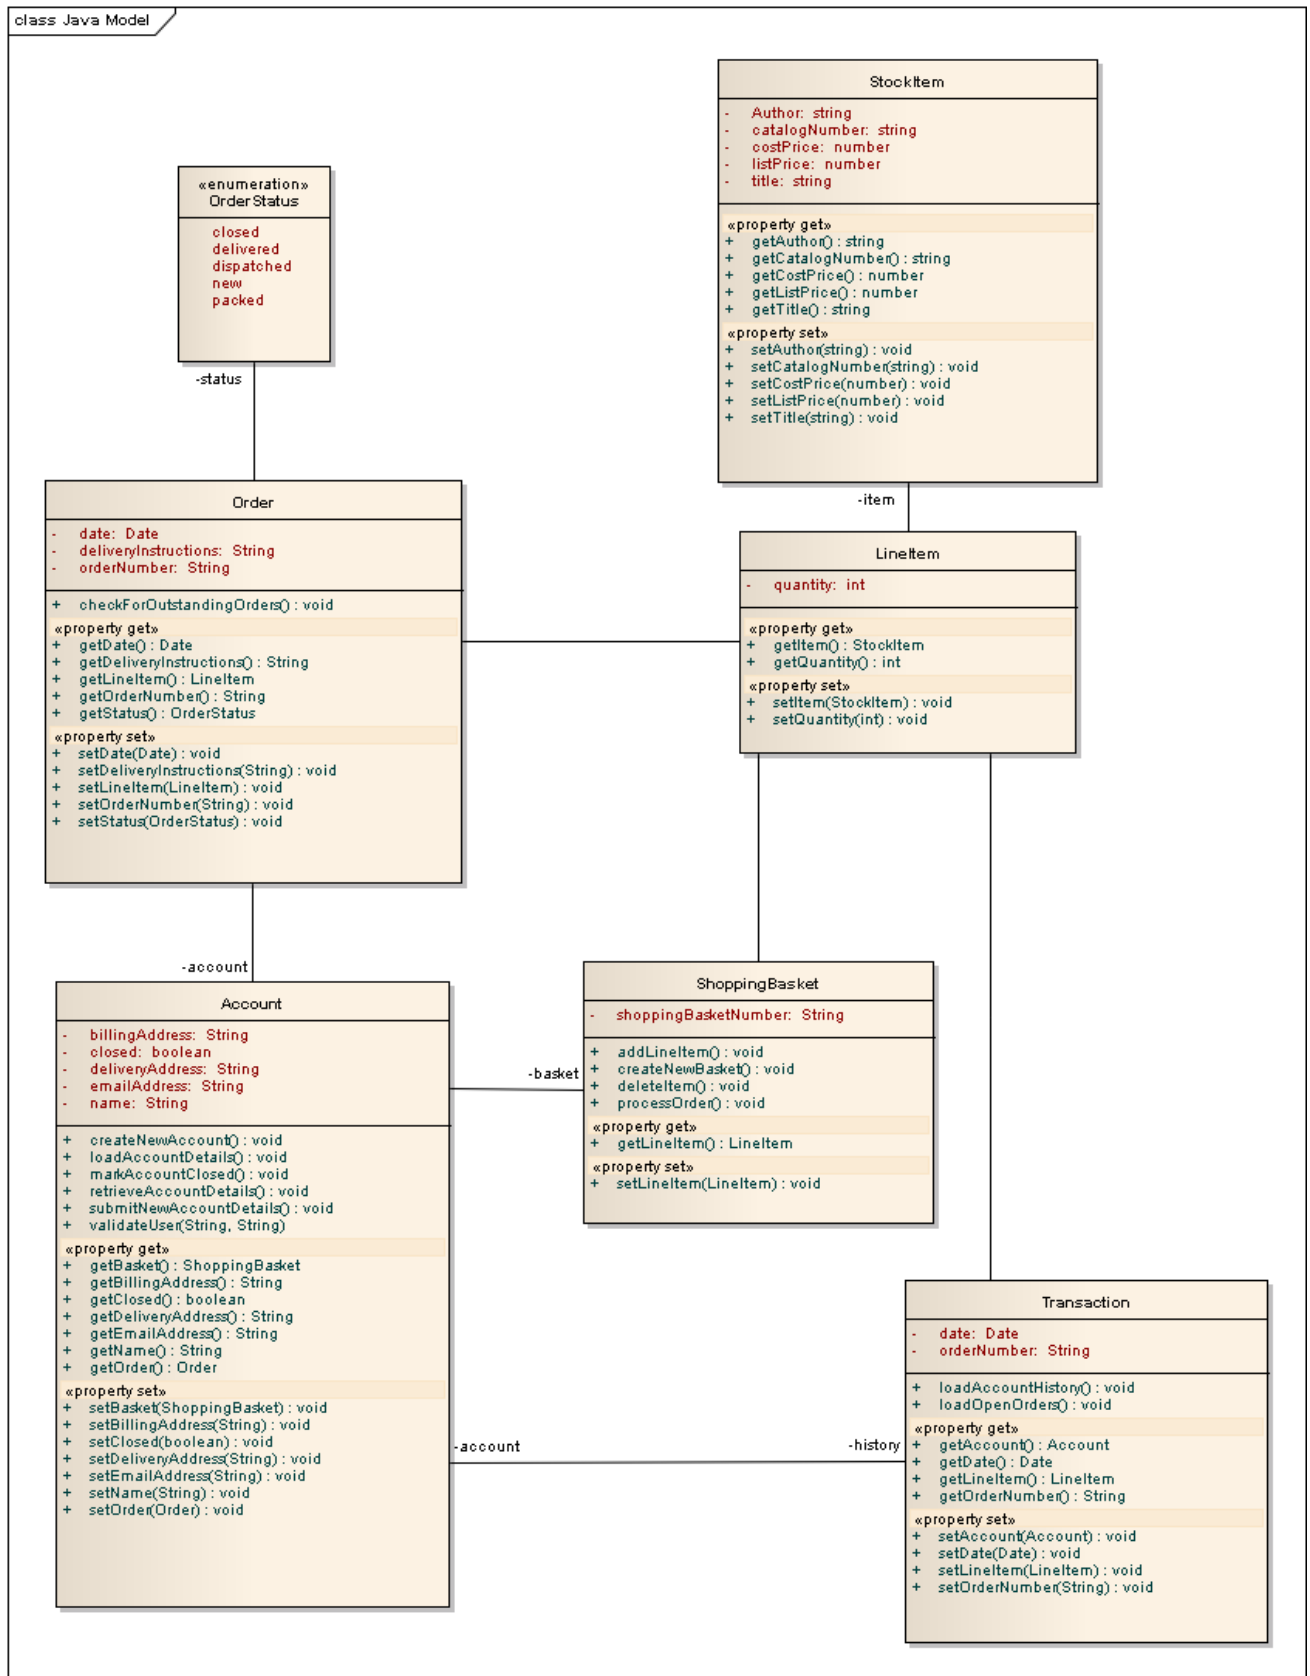 class Java Model
StockItem
- Author: string
- catalogNumber: string
- costPrice: number
- listPrice: number
- title: string
«property get»
+ getAuthor() : string
+ getCatalogNumber() : string
+ getCostPrice() : number
+ getListPrice() : number
+ getTitle() : string
«property set»
+ setAuthor(string) : void
+ setCatalogNumber(string) : void
+ setCostPrice(number) : void
+ setListPrice(number) : void
+ setTitle(string) : void
«enumeration»
OrderStatus
closed
delivered
dispatched
new
packed
-status
-item
Order
- date: Date
- deliveryInstructions: String
- orderNumber: String
+ checkForOutstandingOrders() : void
«property get»
+ getDate() : Date
+ getDeliveryInstructions() : String
+ getLineItem() : LineItem
+ getOrderNumber() : String
+ getStatus() : OrderStatus
«property set»
+ setDate(Date) : void
+ setDeliveryInstructions(String) : void
+ setLineItem(LineItem) : void
+ setOrderNumber(String) : void
+ setStatus(OrderStatus) : void
LineItem
- quantity: int
«property get»
+ getItem() : StockItem
+ getQuantity() : int
«property set»
+ setItem(StockItem) : void
+ setQuantity(int) : void
-account
Account
- billingAddress: String
- closed: boolean
- deliveryAddress: String
- emailAddress: String
- name: String
+ createNewAccount() : void
+ loadAccountDetails() : void
+ markAccountClosed() : void
+ retrieveAccountDetails() : void
+ submitNewAccountDetails() : void
+ validateUser(String, String)
«property get»
+ getBasket() : ShoppingBasket
+ getBillingAddress() : String
+ getClosed() : boolean
+ getDeliveryAddress() : String
+ getEmailAddress() : String
+ getName() : String
+ getOrder() : Order
«property set»
+ setBasket(ShoppingBasket) : void
+ setBillingAddress(String) : void
+ setClosed(boolean) : void
+ setDeliveryAddress(String) : void
+ setEmailAddress(String) : void
+ setName(String) : void
+ setOrder(Order) : void
-basket
ShoppingBasket
- shoppingBasketNumber: String
+ addLineItem() : void
+ createNewBasket() : void
+ deleteItem() : void
+ processOrder() : void
«property get»
+ getLineItem() : LineItem
«property set»
+ setLineItem(LineItem) : void
-account
-history
Transaction
- date: Date
- orderNumber: String
+ loadAccountHistory() : void
+ loadOpenOrders() : void
«property get»
+ getAccount() : Account
+ getDate() : Date
+ getLineItem() : LineItem
+ getOrderNumber() : String
«property set»
+ setAccount(Account) : void
+ setDate(Date) : void
+ setLineItem(LineItem) : void
+ setOrderNumber(String) : void